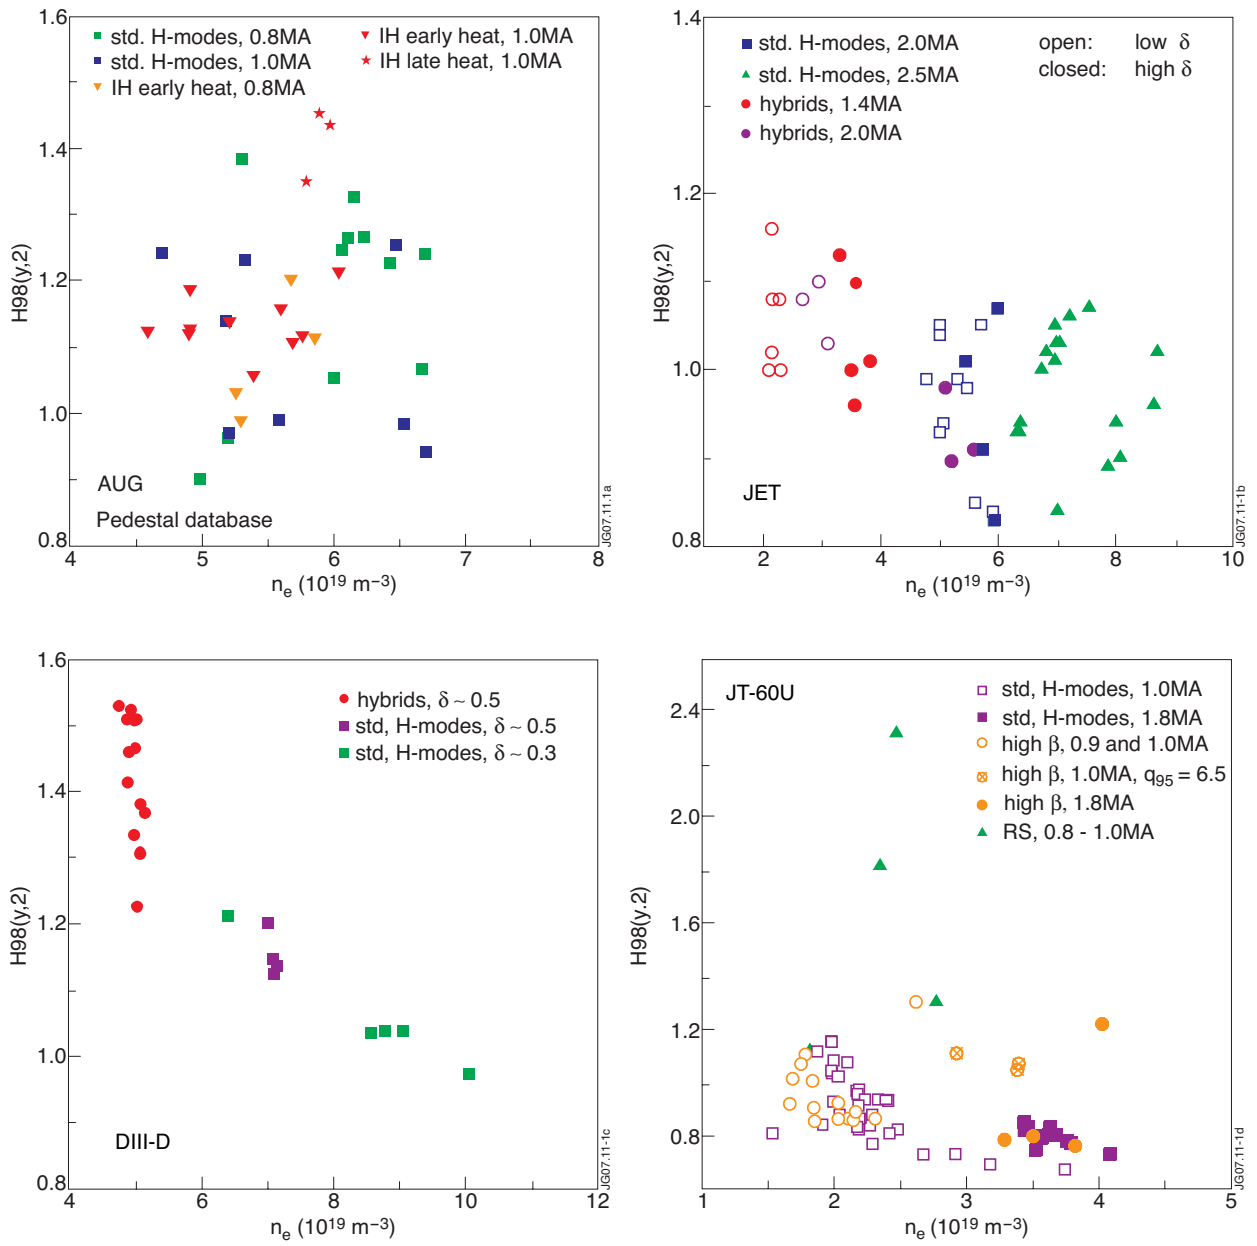 1.6
1.4
1.2
1.0
0.8
H98(y,2)
std. H-modes, 0.8MA
std. H-modes, 1.0MA
IH early heat, 0.8MA
IH early heat, 1.0MA
IH late heat, 1.0MA
AUG
Pedestal database
4 5 6 7 8
nₑ (10¹⁹ m⁻³)
JG07.11.1a
1.4
1.2
1.0
0.8
H98(y,2)
std. H-modes, 2.0MA
std. H-modes, 2.5MA
hybrids, 1.4MA
hybrids, 2.0MA
open: low δ
closed: high δ
JET
2 4 6 8 10
nₑ (10¹⁹ m⁻³)
JG07.11-1b
1.6
1.4
1.2
1.0
0.8
H98(y,2)
hybrids, δ ~ 0.5
std, H-modes, δ ~ 0.5
std, H-modes, δ ~ 0.3
DIII-D
4 6 8 10 12
nₑ (10¹⁹ m⁻³)
JG07.11-1c
2.4
2.0
1.6
1.2
0.8
H98(y.2)
JT-60U
std, H-modes, 1.0MA
std, H-modes, 1.8MA
high β, 0.9 and 1.0MA
high β, 1.0MA, q₉₅ = 6.5
high β, 1.8MA
RS, 0.8 - 1.0MA
1 2 3 4 5
nₑ (10¹⁹ m⁻³)
JG07.11-1d